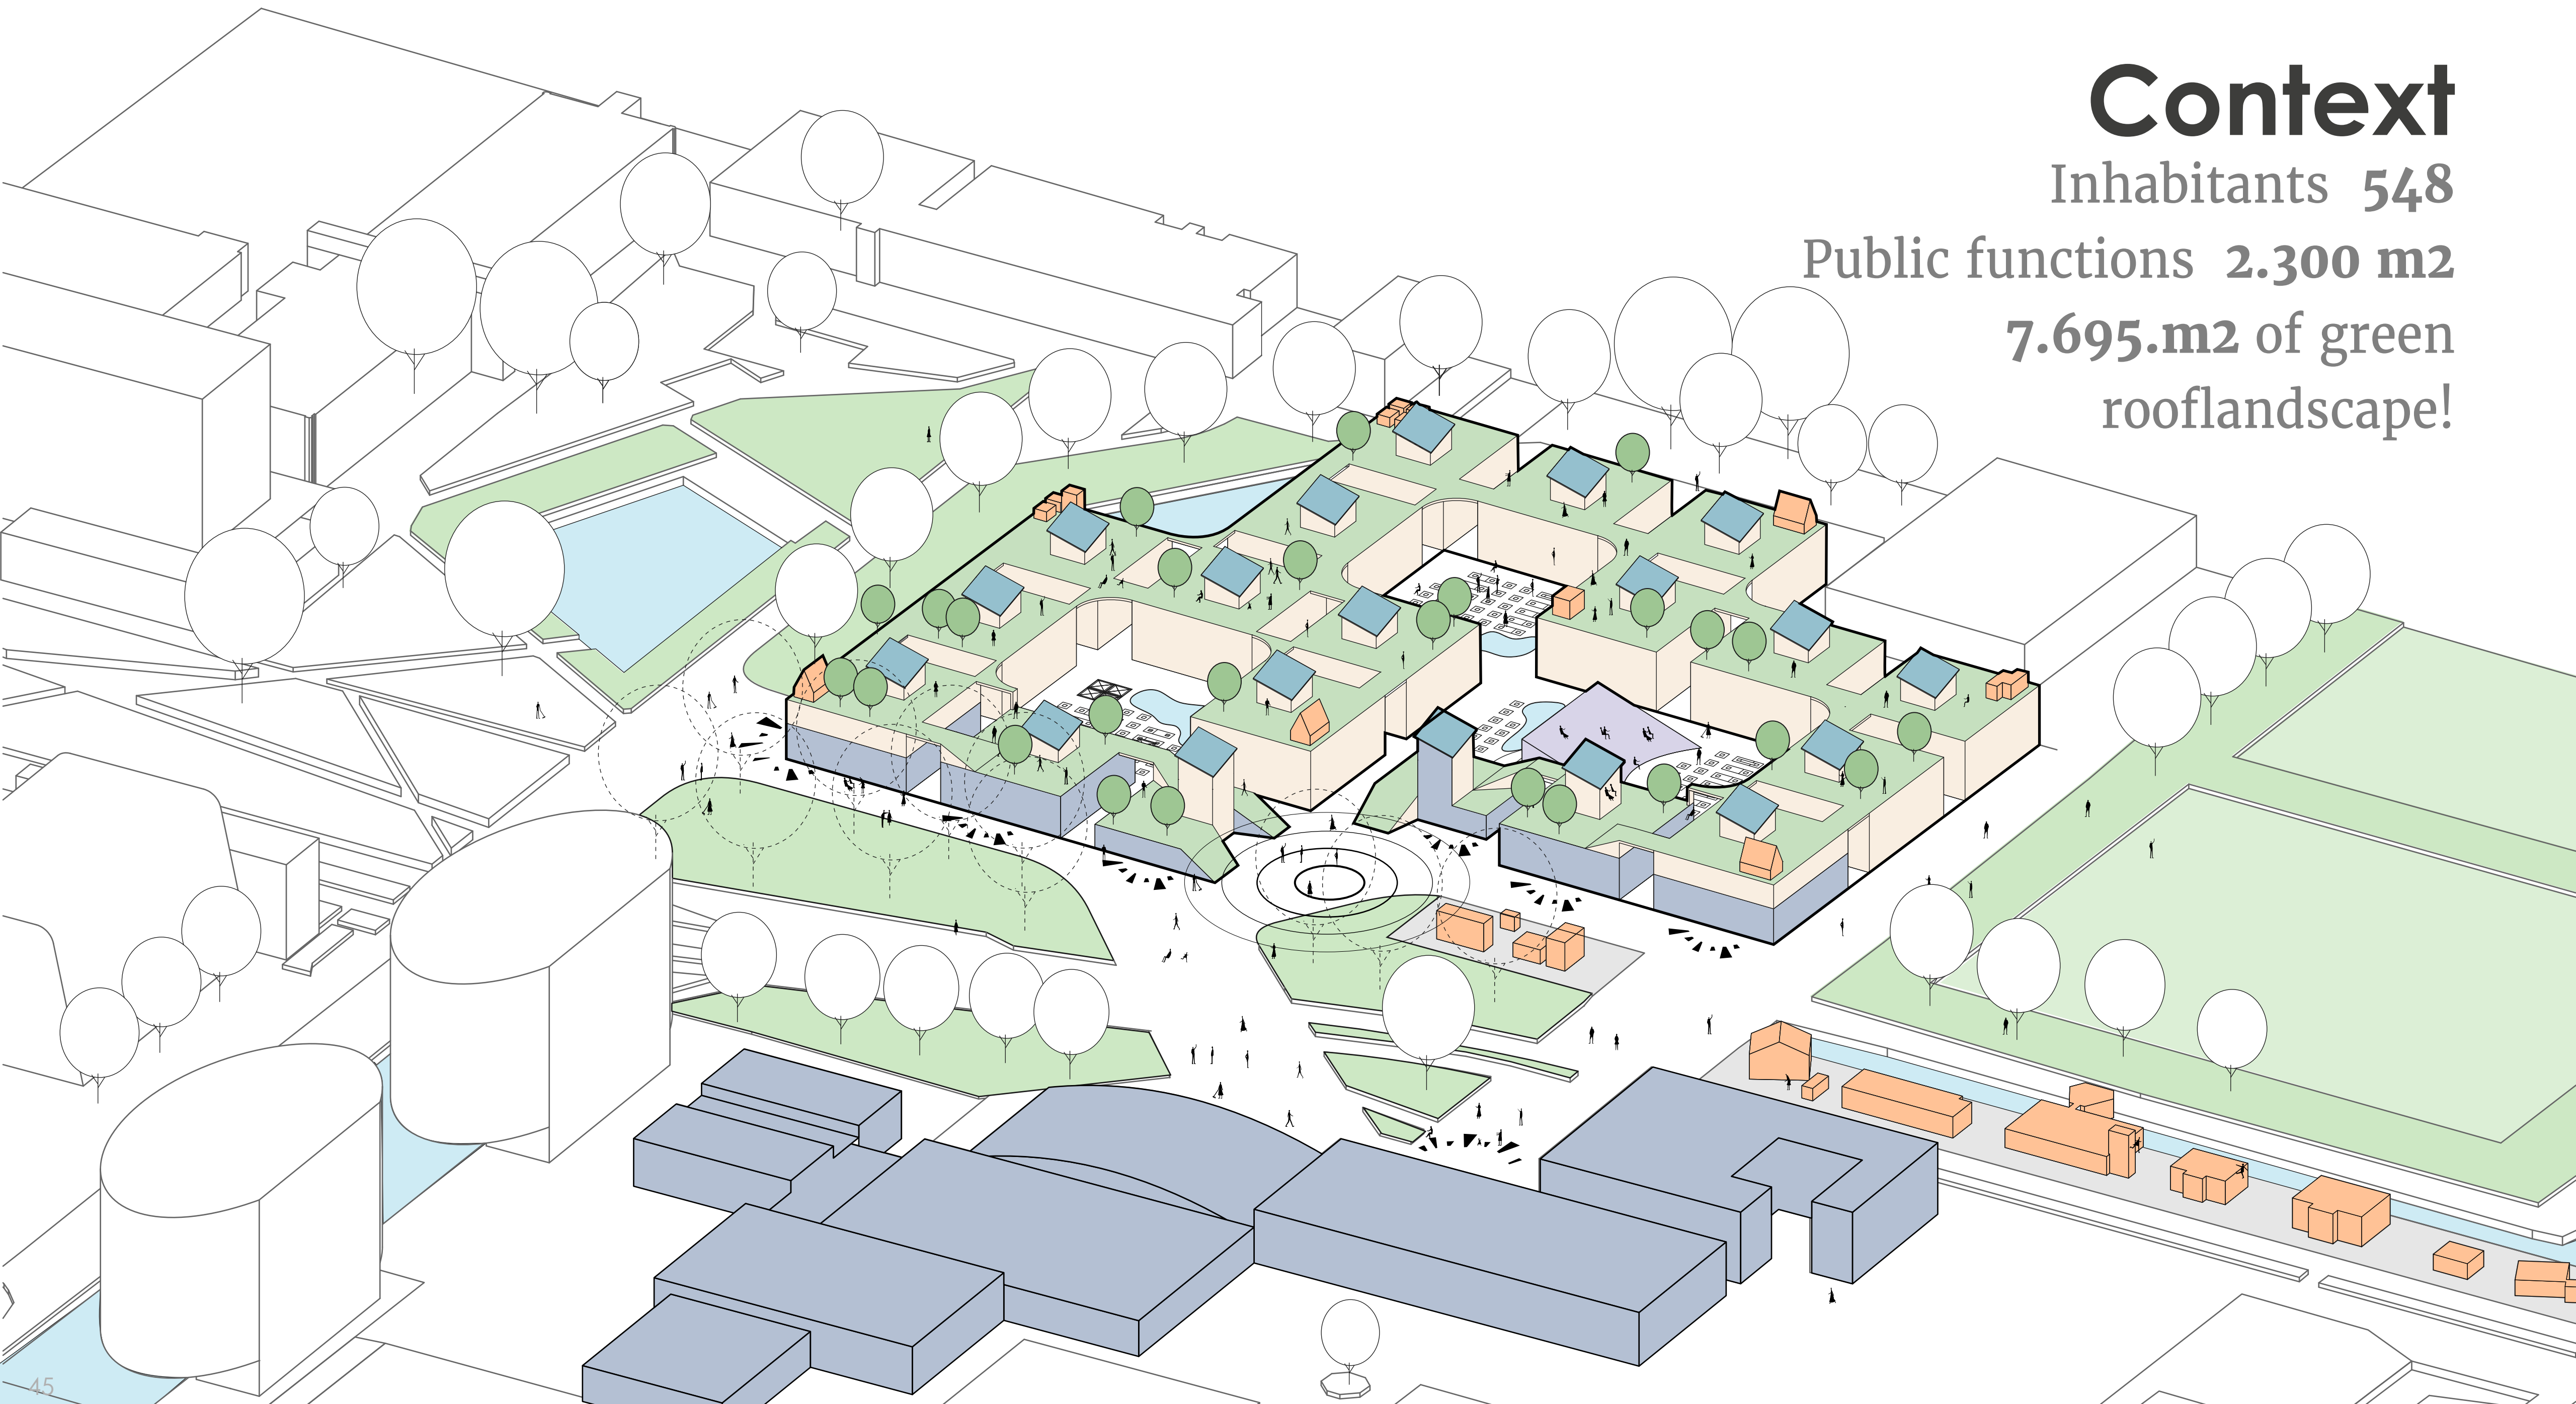 Context
Inhabitants 548
Public functions 2.300 m2
7.695.m2 of green
rooflandscape!
45